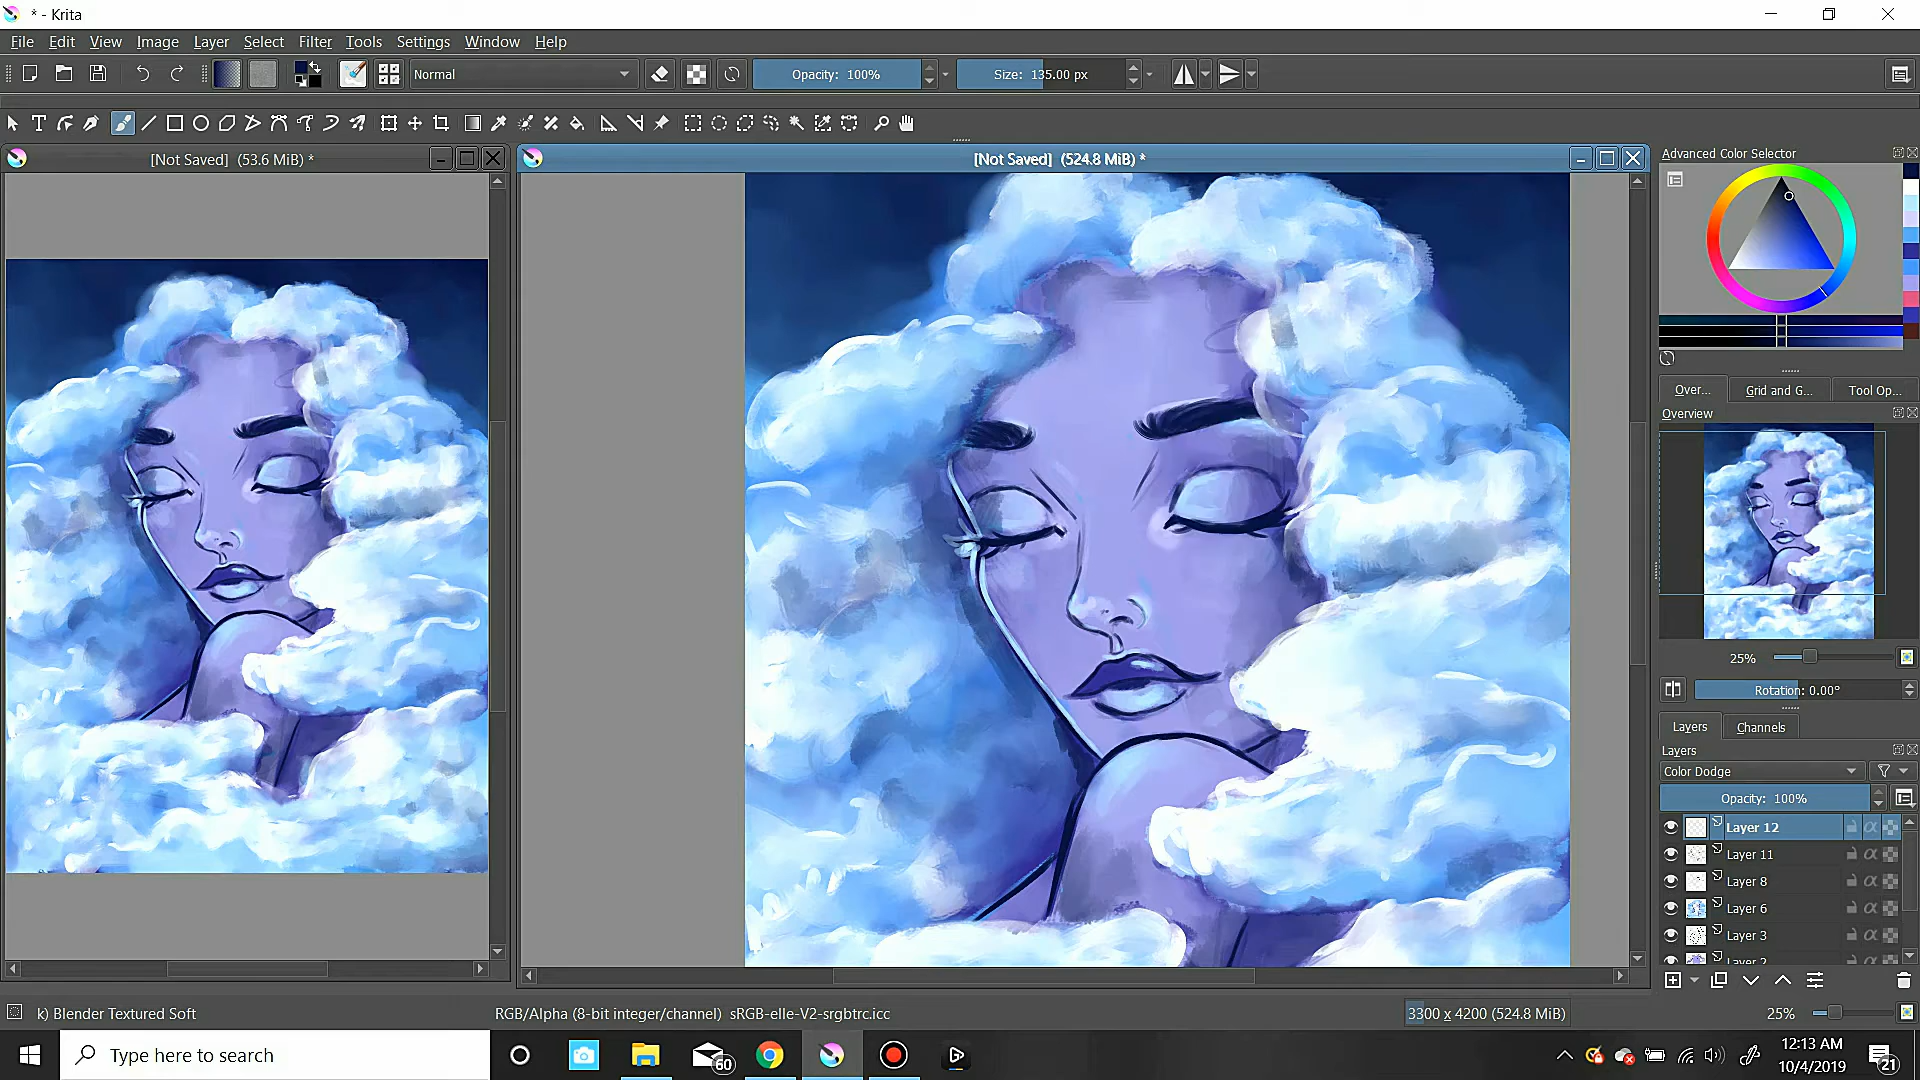 * - Krita
File Edit View Image Layer Select Filter Tools Settings Window Help
Normal
Opacity: 100%
Size: 135.00 px
[Not Saved] (53.6 MiB) *
[Not Saved] (524.8 MiB) *
Advanced Color Selector
Over... Grid and G... Tool Op...
Overview
25%
Rotation: 0.00°
Layers Channels
Layers
Color Dodge
Opacity: 100%
Layer 12
Layer 11
Layer 8
Layer 6
Layer 3
Layer 2
k) Blender Textured Soft
RGB/Alpha (8-bit integer/channel) sRGB-elle-V2-srgbtrc.icc
3300 x 4200 (524.8 MiB)
25%
Type here to search
60
12:13 AM
10/4/2019
21